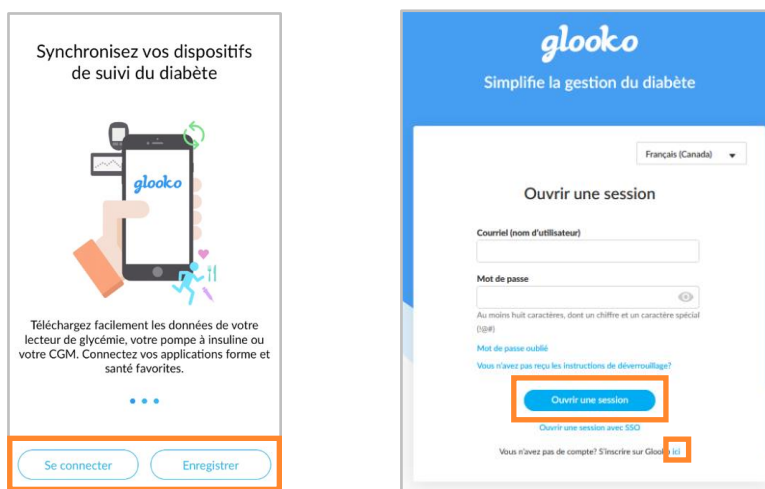 Synchronisez vos dispositifs
de suivi du diabète
glooko
Téléchargez facilement les données de votre
lecteur de glycémie, votre pompe à insuline ou
votre CGM. Connectez vos applications forme et
santé favorites.
Se connecter
Enregistrer
glooko
Simplifie la gestion du diabète
Français (Canada)
Ouvrir une session
Courriel (nom d'utilisateur)
Mot de passe
Au moins huit caractères, dont un chiffre et un caractère spécial
(!@#)
Mot de passe oublié
Vous n'avez pas reçu les instructions de déverrouillage?
Ouvrir une session
Ouvrir une session avec SSO
Vous n'avez pas de compte? S'inscrire sur Glooko ici